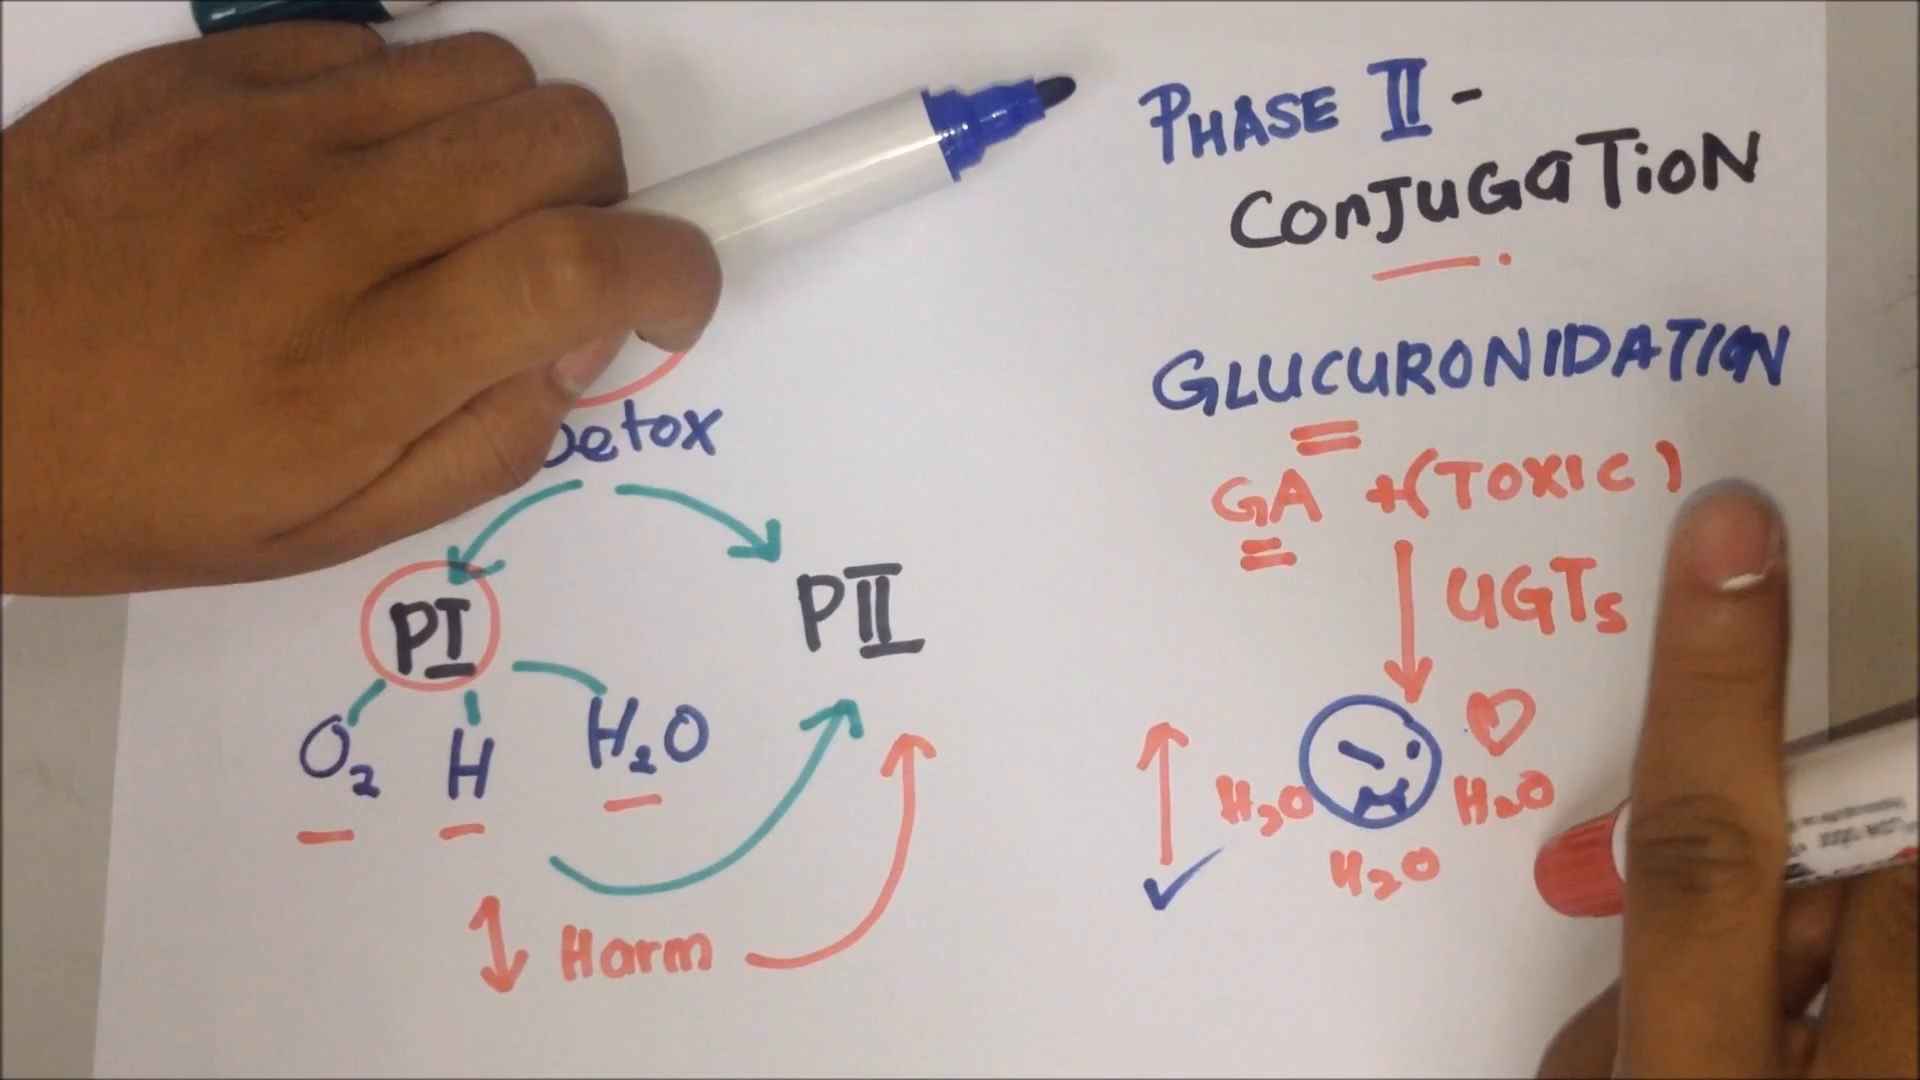 PHASE II -
CONJUGATION
GLUCURONIDATION
GA + (TOXIC)
UGTs
H2O
H2O
H2O
Detox
PI
PII
O2
H
H2O
Harm